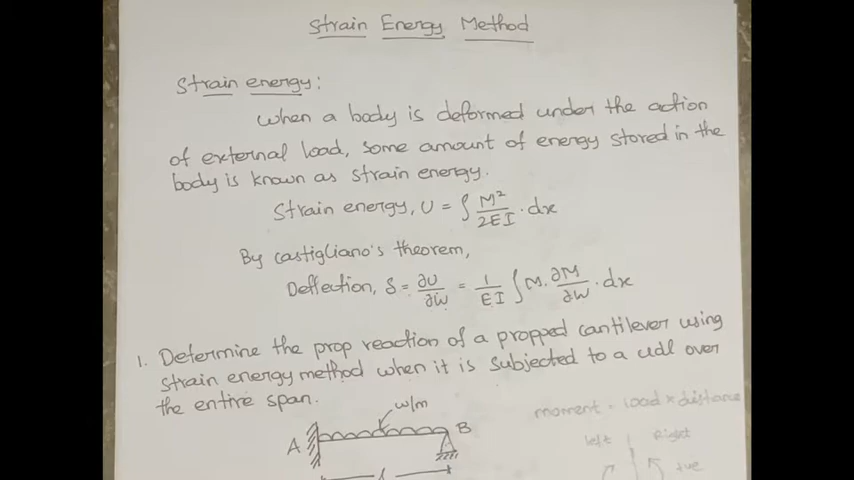 Strain Energy Method
Strain energy:
When a body is deformed under the action
of external load, some amount of energy stored in the
body is known as strain energy.
Strain energy, U = ∫ M²/2EI · dx
By castigliano's theorem,
Deflection, δ = ∂U/∂W = 1/EI ∫ M · ∂M/∂W · dx
1. Determine the prop reaction of a propped cantilever using
strain energy method when it is subjected to a udl over
the entire span.
w/m
A B
l
moment = load × distance
left Right
+ve